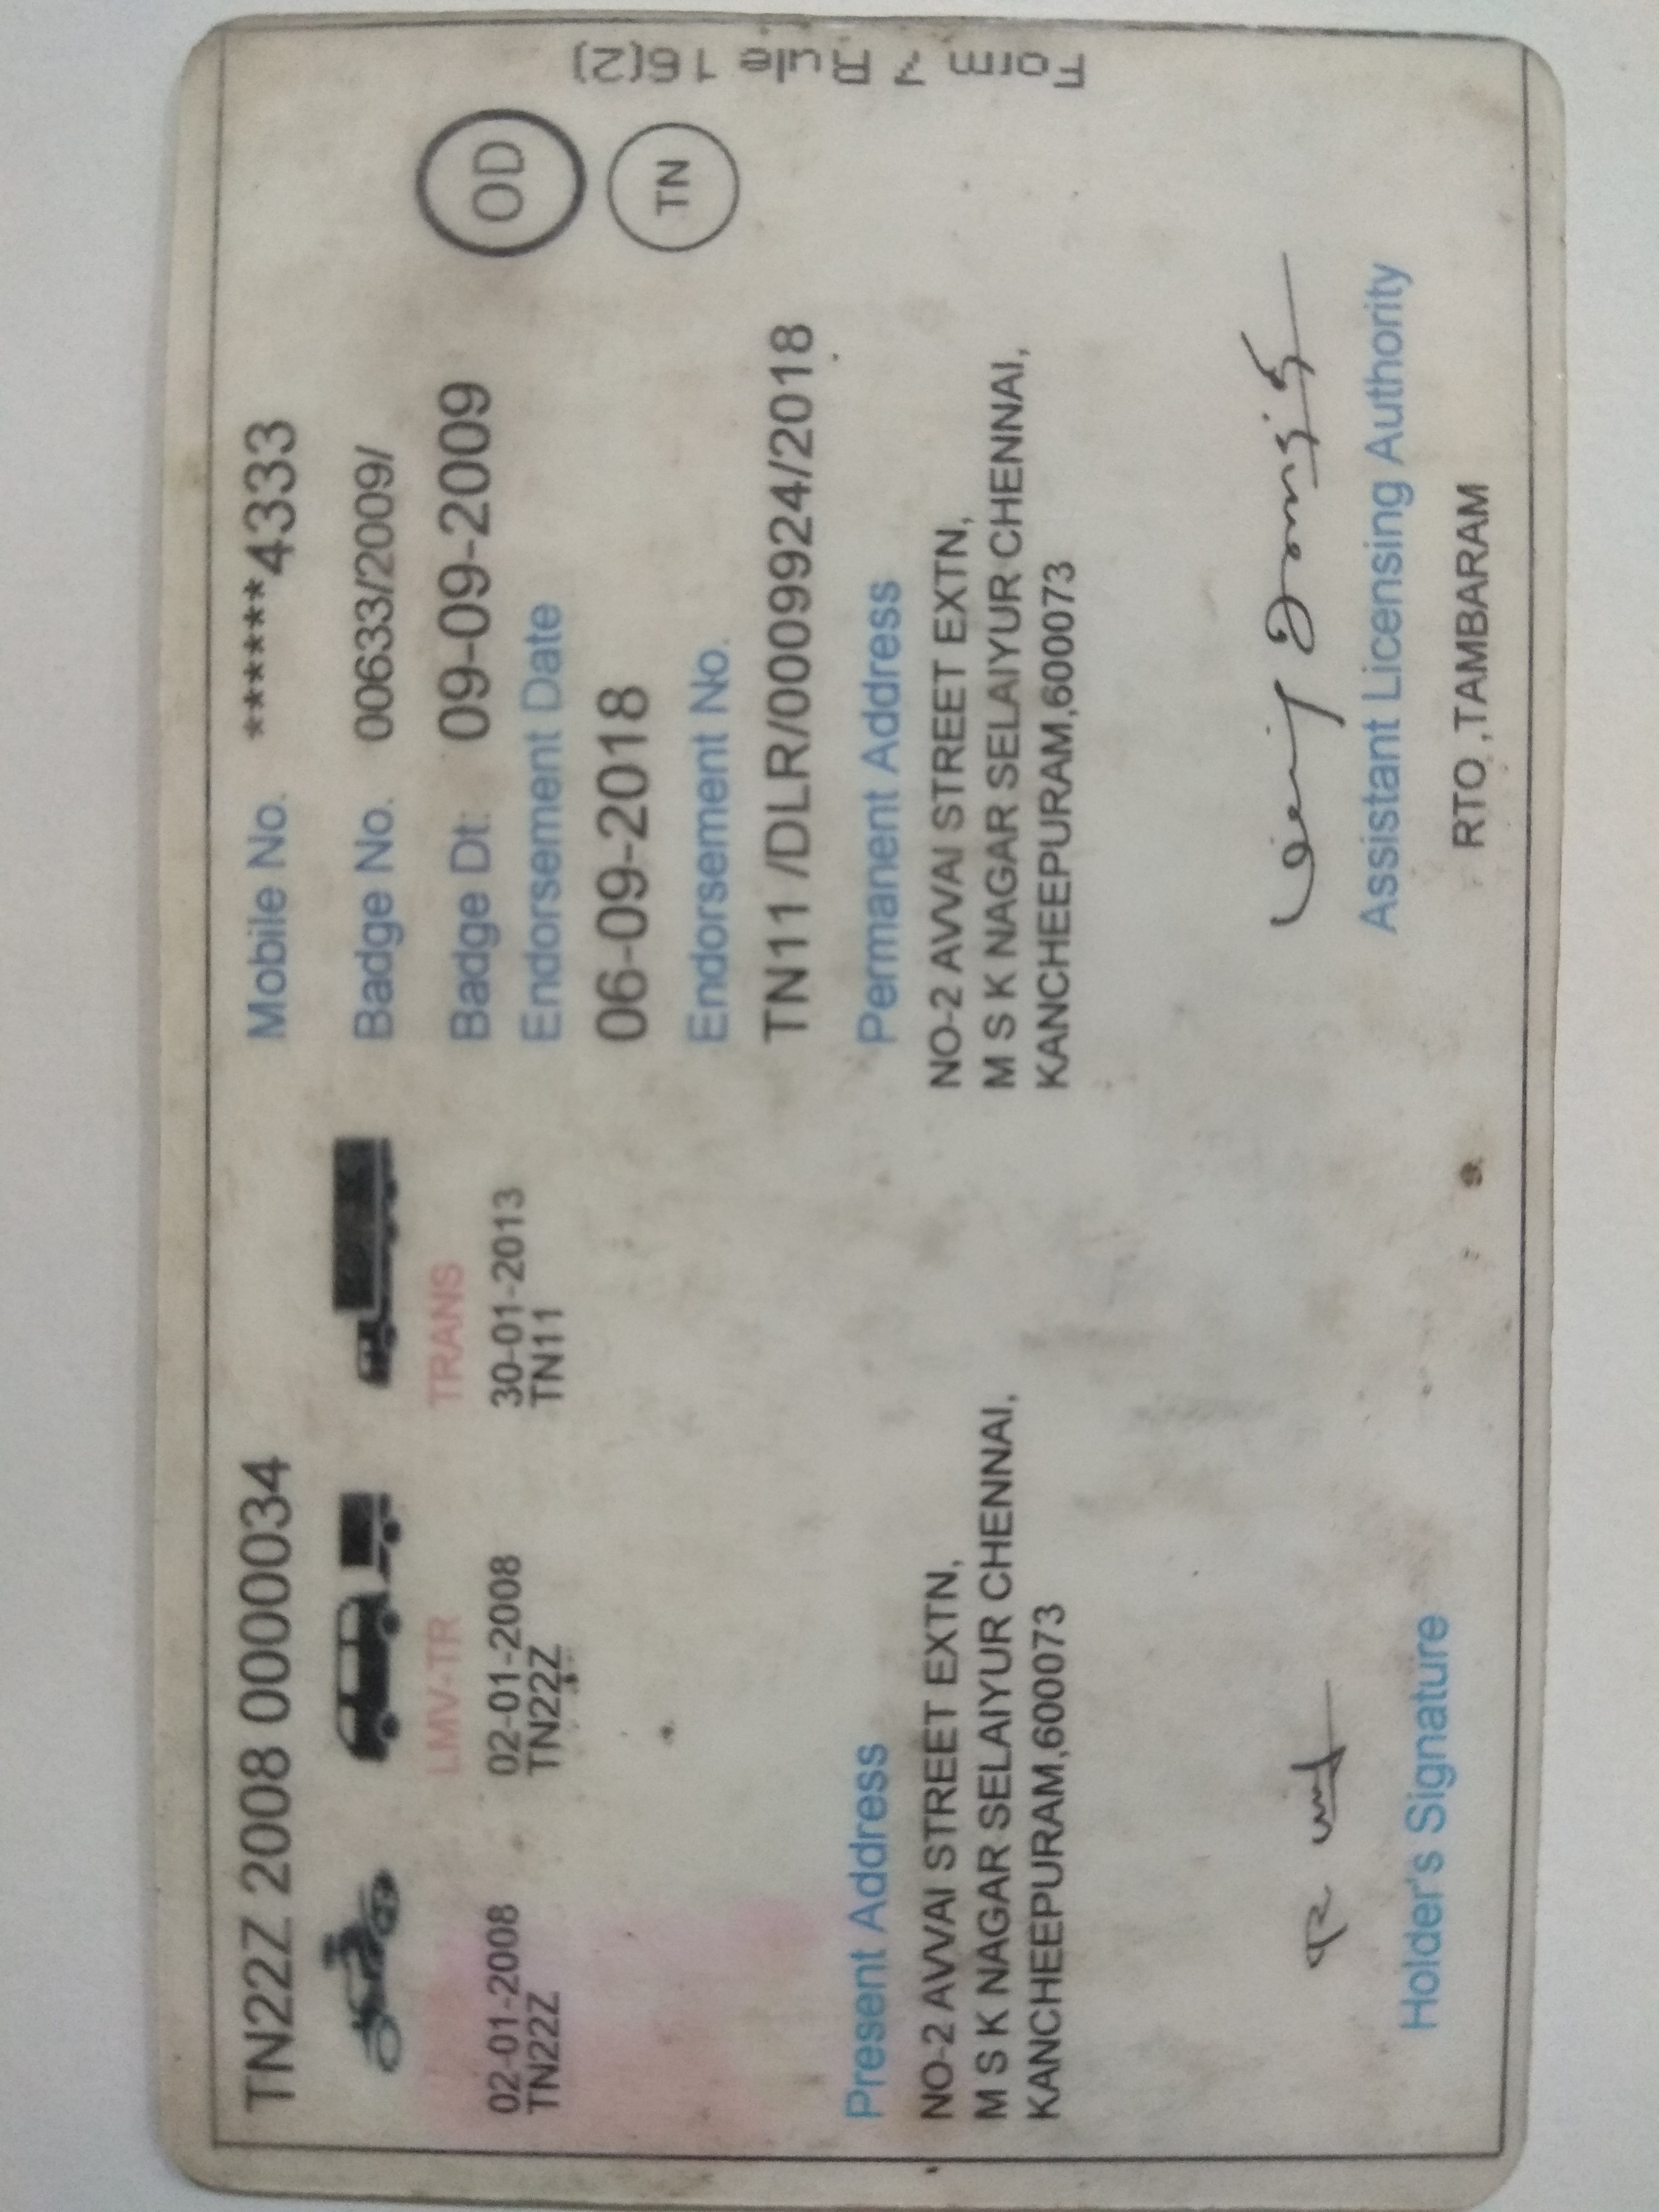 TN22Z 2008 0000034
02-01-2008
TN22Z
LMV-TR
02-01-2008
TN22Z
TRANS
30-01-2013
TN11
Mobile No. ******4333
Badge No. 00633/2009/
Badge Dt: 09-09-2009
Endorsement Date
06-09-2018
Endorsement No.
TN11 /DLR/0009924/2018
OD
TN
Form 7 Rule 16(2)
Present Address
NO-2 AVVAI STREET EXTN,
M S K NAGAR SELAIYUR CHENNAI,
KANCHEEPURAM,600073
Permanent Address
NO-2 AVVAI STREET EXTN,
M S K NAGAR SELAIYUR CHENNAI,
KANCHEEPURAM,600073
Holder's Signature
Assistant Licensing Authority
RTO ,TAMBARAM